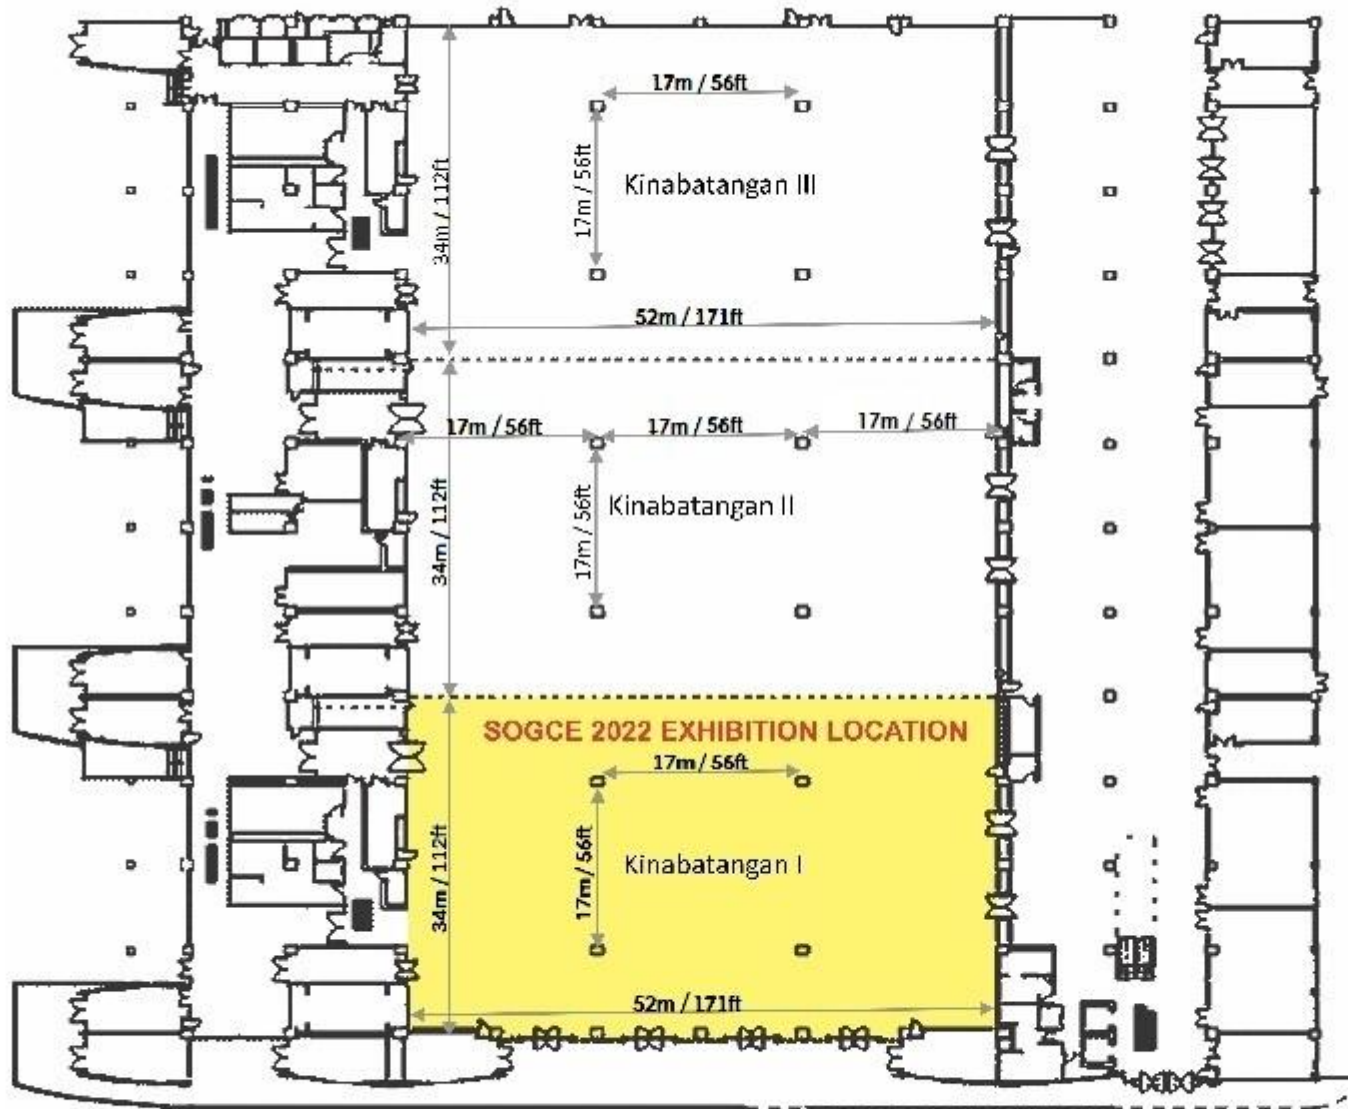 17m / 56ft
34m / 112ft
17m / 56ft
Kinabatangan III
52m / 171ft
17m / 56ft
17m / 56ft
17m / 56ft
34m / 112ft
17m / 56ft
Kinabatangan II
SOGCE 2022 EXHIBITION LOCATION
17m / 56ft
34m / 112ft
17m / 56ft
Kinabatangan I
52m / 171ft